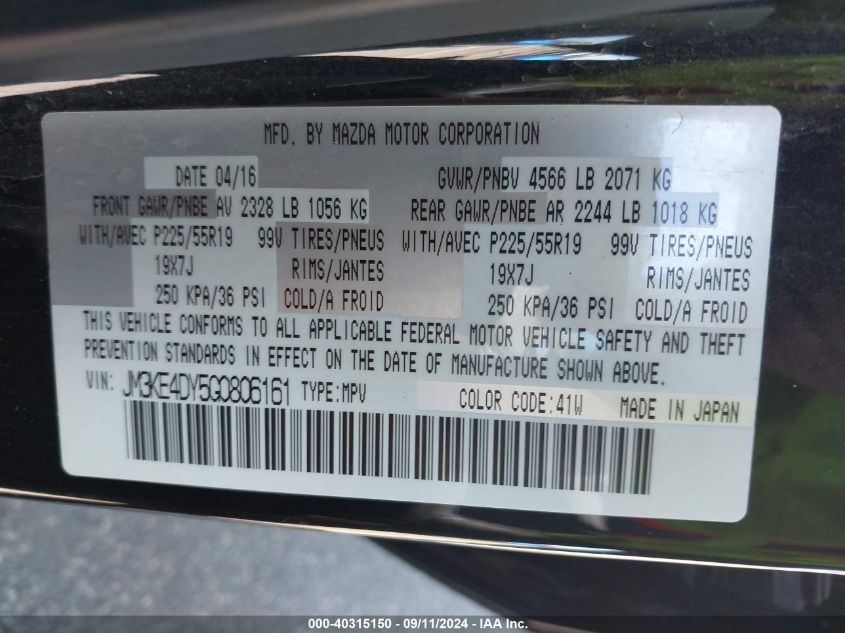 MFD. BY MAZDA MOTOR CORPORATION
DATE 04/16 GVWR/PNBV 4566 LB 2071 KG
FRONT GAWR/PNBE AV 2328 LB 1056 KG REAR GAWR/PNBE AR 2244 LB 1018 KG
WITH/AVEC P225/55R19 99V TIRES/PNEUS WITH/AVEC P225/55R19 99V TIRES/PNEUS
19X7J RIMS/JANTES 19X7J RIMS/JANTES
250 KPA/36 PSI COLD/A FROID 250 KPA/36 PSI COLD/A FROID
THIS VEHICLE CONFORMS TO ALL APPLICABLE FEDERAL MOTOR VEHICLE SAFETY AND THEFT
PREVENTION STANDARDS IN EFFECT ON THE DATE OF MANUFACTURE SHOWN ABOVE.
VIN: JM3KE4DY5G0806161 TYPE:MPV COLOR CODE:41W MADE IN JAPAN
000-40315150 - 09/11/2024 - IAA Inc.